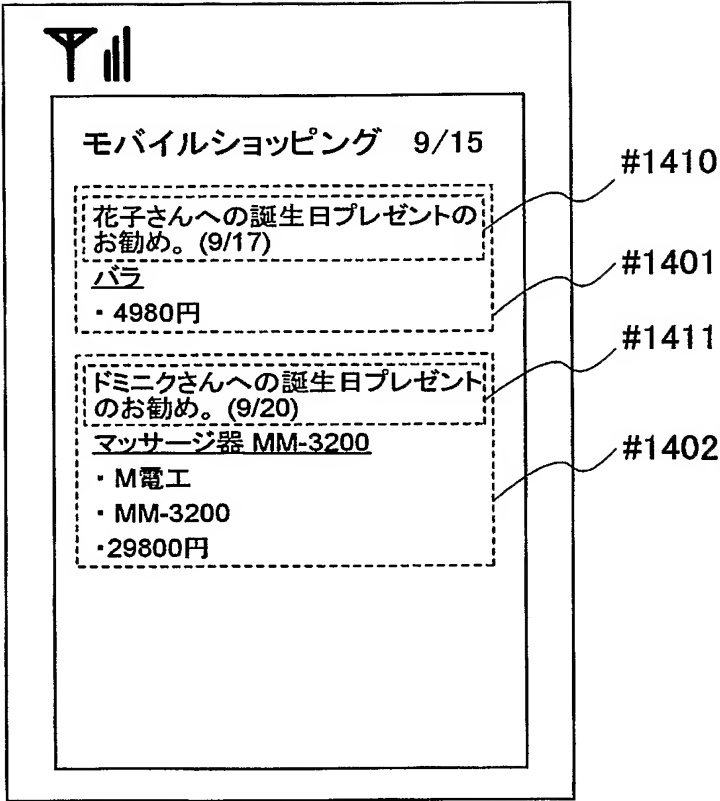 モバイルショッピング 9/15
花子さんへの誕生日プレゼントの
お勧め。(9/17)
バラ
・4980円
ドミニクさんへの誕生日プレゼント
のお勧め。(9/20)
マッサージ器 MM-3200
・M電工
・MM-3200
・29800円
#1410
#1401
#1411
#1402